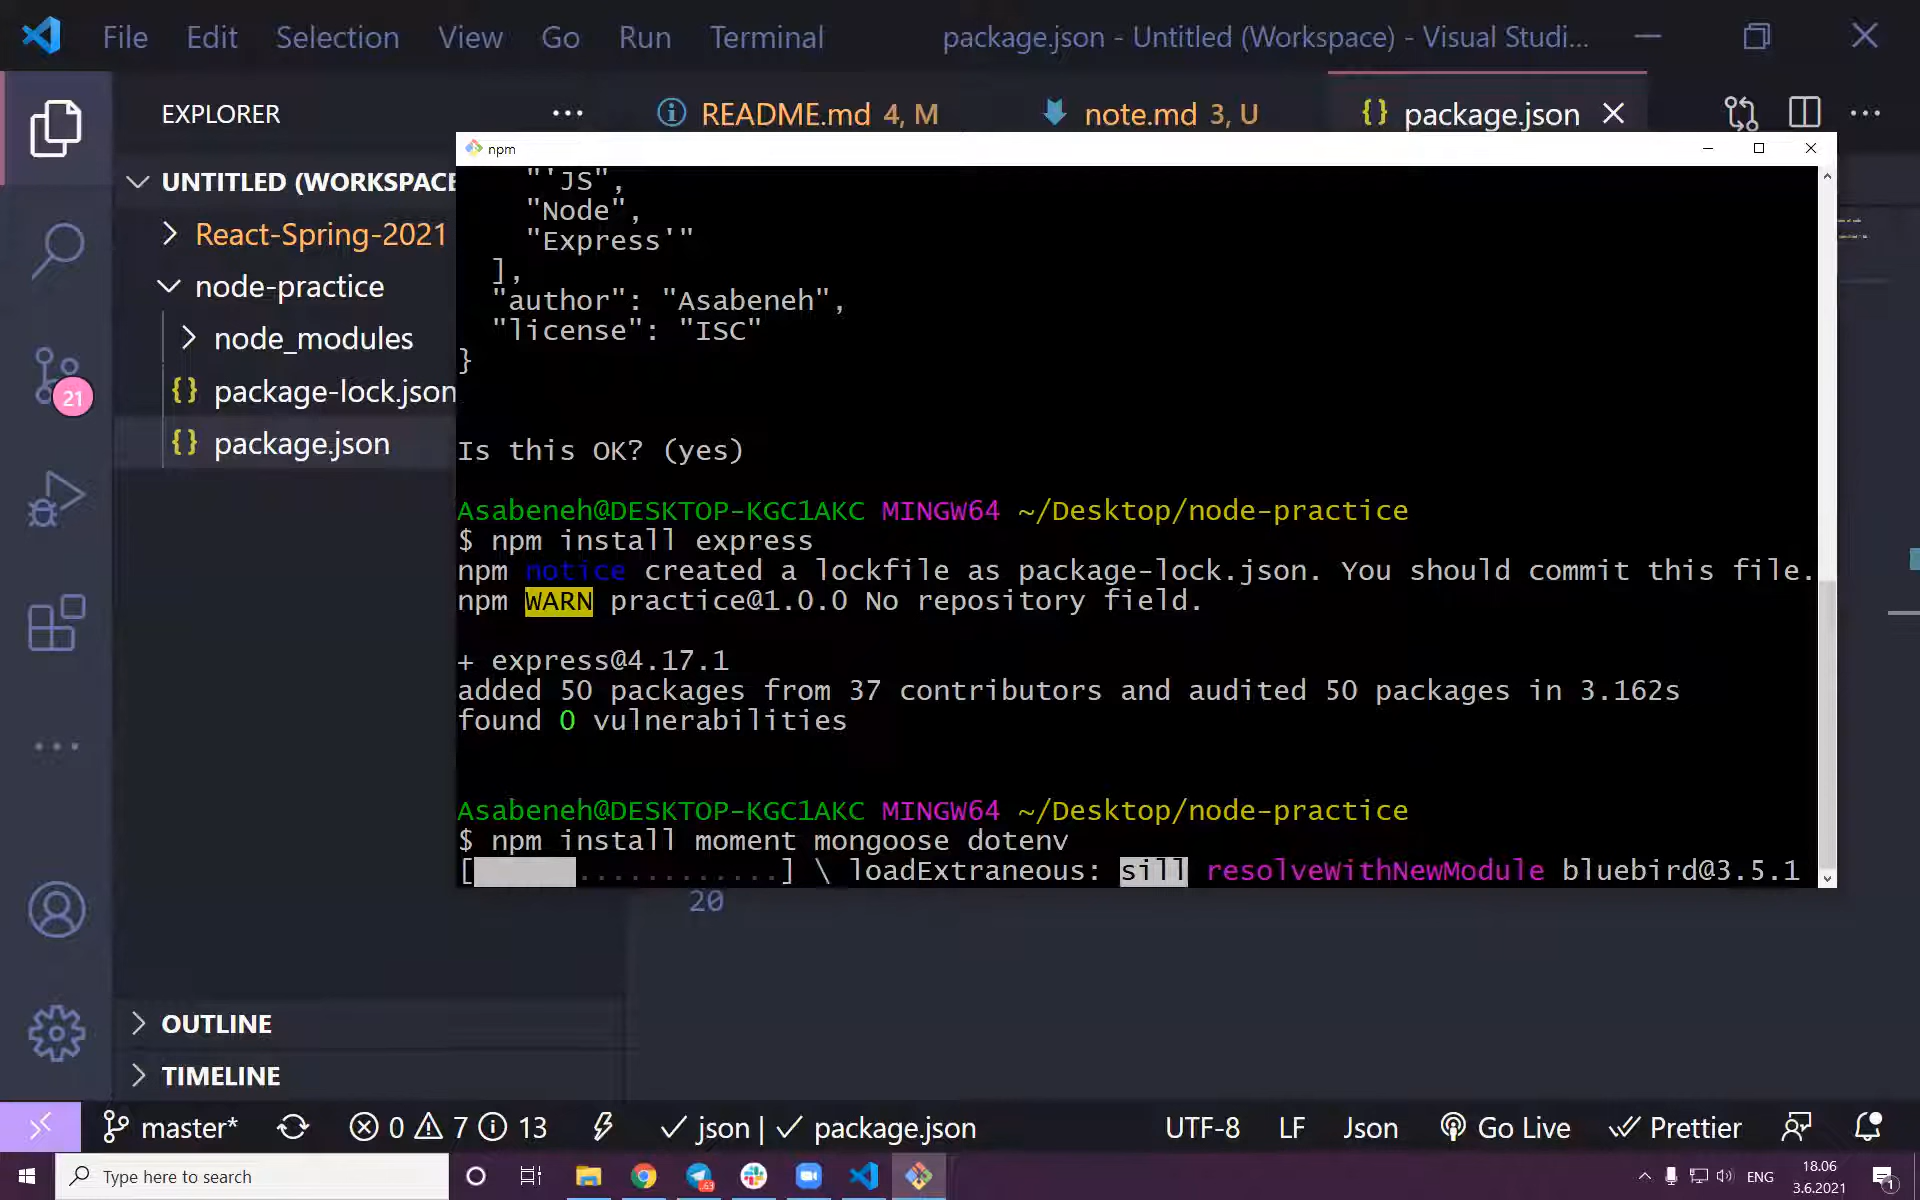 File Edit Selection View Go Run Terminal package.json - Untitled (Workspace) - Visual Studi...
EXPLORER
README.md 4, M
note.md 3, U
{} package.json
npm
UNTITLED (WORKSPACE
React-Spring-2021
node-practice
node_modules
{} package-lock.json
{} package.json
21
"'JS",
"Node",
"Express'"
],
"author": "Asabeneh",
"license": "ISC"
}
Is this OK? (yes)
Asabeneh@DESKTOP-KGC1AKC MINGW64 ~/Desktop/node-practice
$ npm install express
npm notice created a lockfile as package-lock.json. You should commit this file.
npm WARN practice@1.0.0 No repository field.
+ express@4.17.1
added 50 packages from 37 contributors and audited 50 packages in 3.162s
found 0 vulnerabilities
Asabeneh@DESKTOP-KGC1AKC MINGW64 ~/Desktop/node-practice
$ npm install moment mongoose dotenv
[      ............] \ loadExtraneous: sill resolveWithNewModule bluebird@3.5.1
20
OUTLINE
TIMELINE
master* 0 7 13 json | package.json UTF-8 LF Json Go Live Prettier
Type here to search
ENG
18.06
3.6.2021